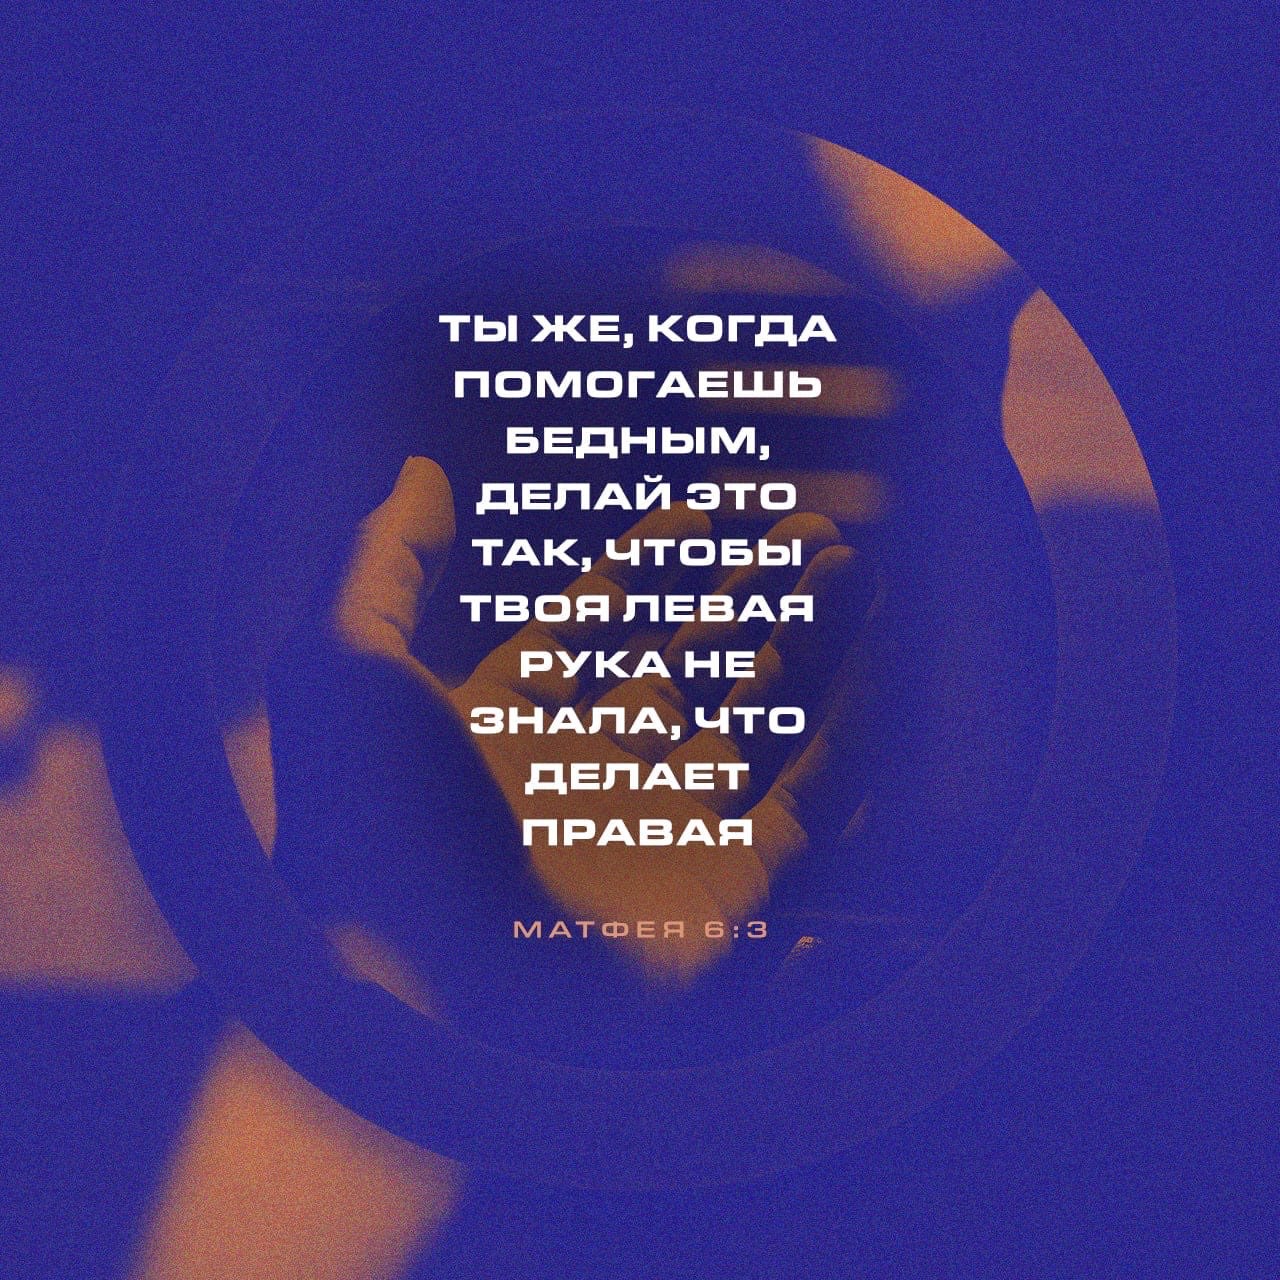 ТЫ ЖЕ, КОГДА
ПОМОГАЕШЬ
БЕДНЫМ,
ДЕЛАЙ ЭТО
ТАК, ЧТОБЫ
ТВОЯ ЛЕВАЯ
РУКА НЕ
ЗНАЛА, ЧТО
ДЕЛАЕТ
ПРАВАЯ
МАТФЕЯ 6:3